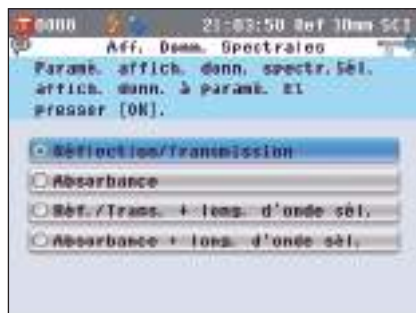 T0000 21:03:50 Ref 10mm SCI
Aff. Donn. Spectrales
Paramè. affich. donn. spectr.Sél.
affich. donn. à paramè. Et
presser [OK].
Réflection/Transmission
Absorbance
Réf./Trans. + long. d'onde sél.
Absorbance + long. d'onde sél.